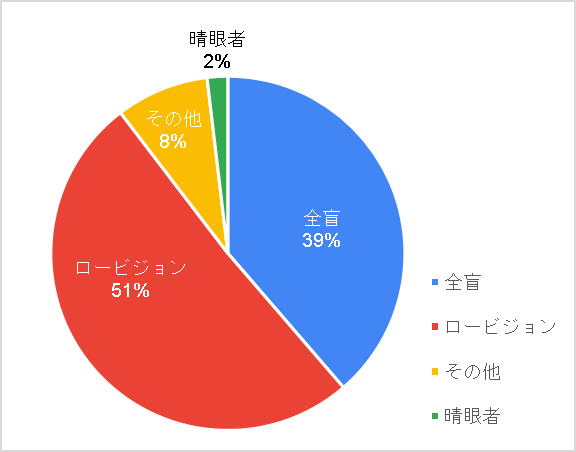 晴眼者
2%
その他
8%
全盲
39%
ロービジョン
51%
全盲
ロービジョン
その他
晴眼者